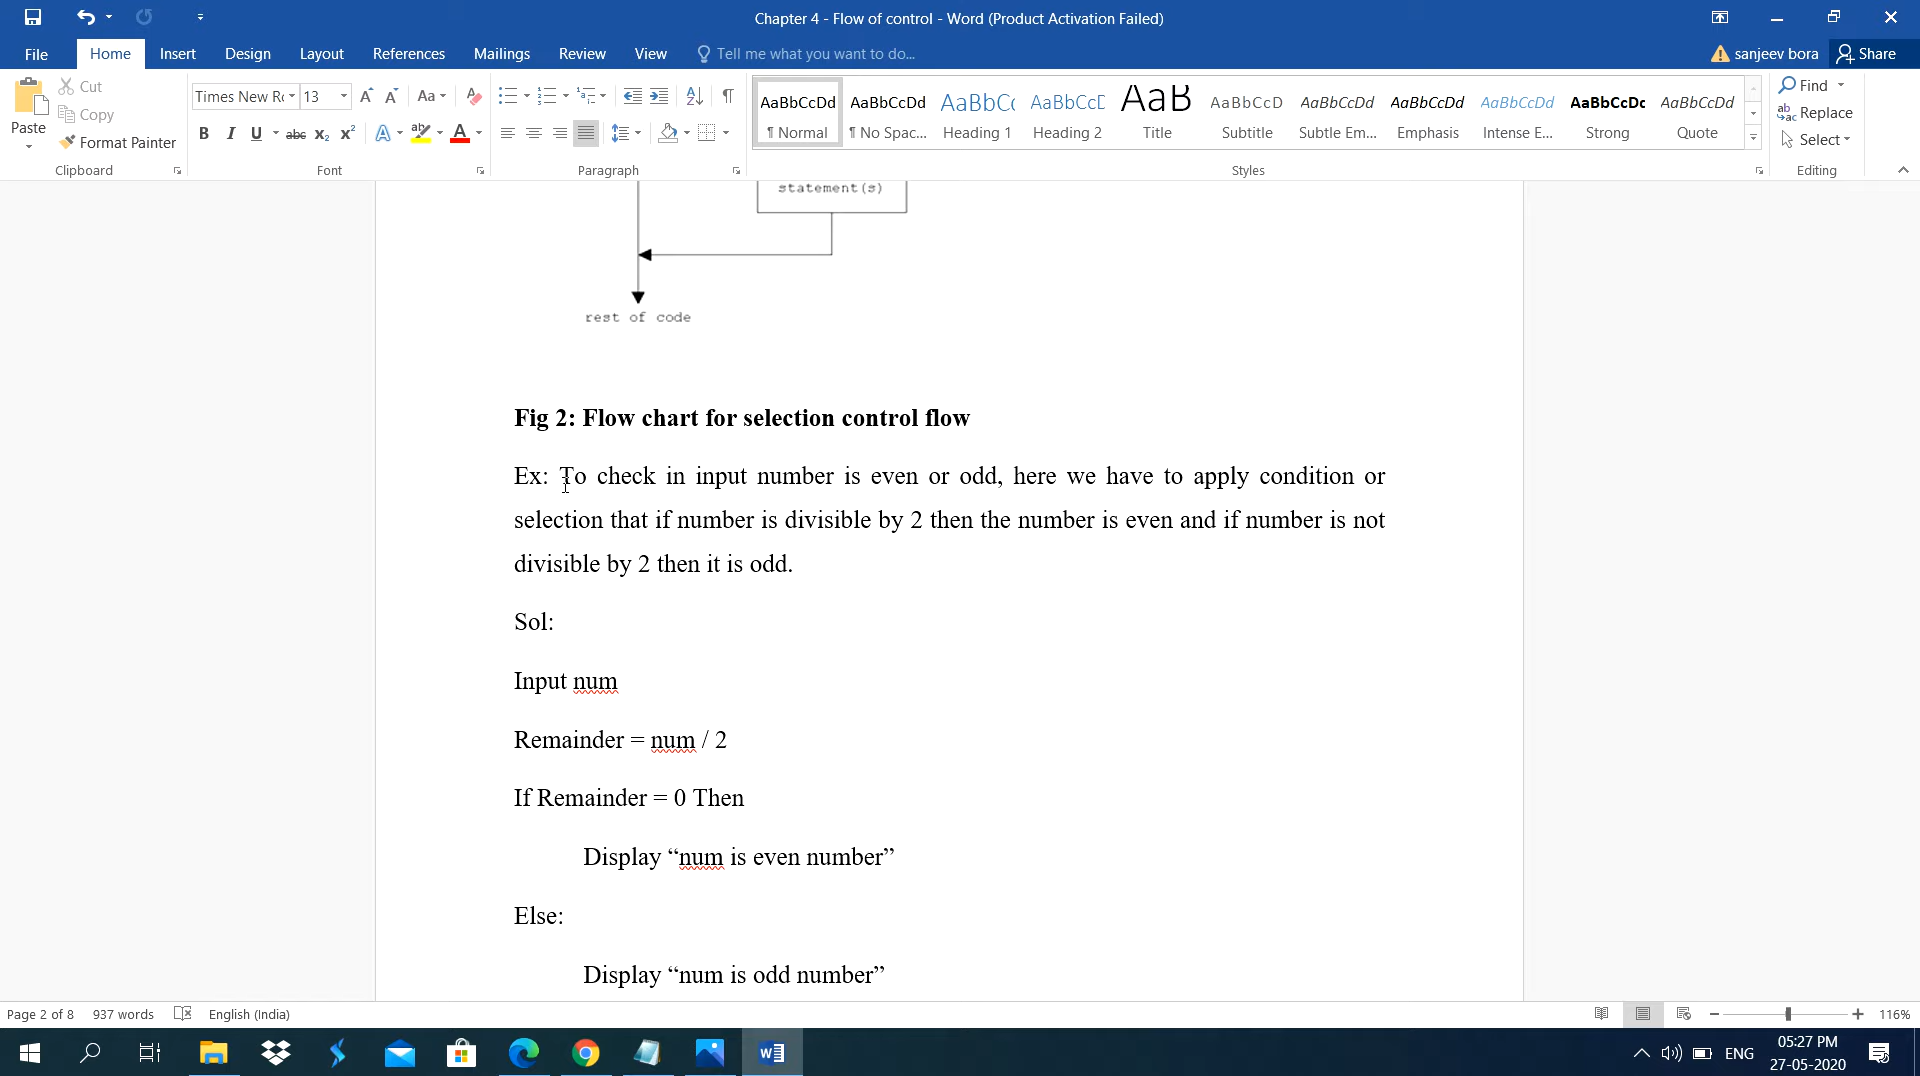 Chapter 4 - Flow of control - Word (Product Activation Failed)
File Home Insert Design Layout References Mailings Review View Tell me what you want to do... sanjeev bora Share
Paste
Cut
Copy
Format Painter
Clipboard
Times New Rc 13
Font
Paragraph
AaBbCcDd AaBbCcDd AaBbCc AaBbCcD AaB AaBbCcD AaBbCcDd AaBbCcDd AaBbCcDd AaBbCcDc AaBbCcDd
¶ Normal ¶ No Spac... Heading 1 Heading 2 Title Subtitle Subtle Em... Emphasis Intense E... Strong Quote
Styles
Find
Replace
Select
Editing
statement(s)
rest of code
Fig 2: Flow chart for selection control flow
Ex: To check in input number is even or odd, here we have to apply condition or
selection that if number is divisible by 2 then the number is even and if number is not
divisible by 2 then it is odd.
Sol:
Input num
Remainder = num / 2
If Remainder = 0 Then
Display “num is even number”
Else:
Display “num is odd number”
Page 2 of 8 937 words English (India) 116%
ENG
05:27 PM
27-05-2020